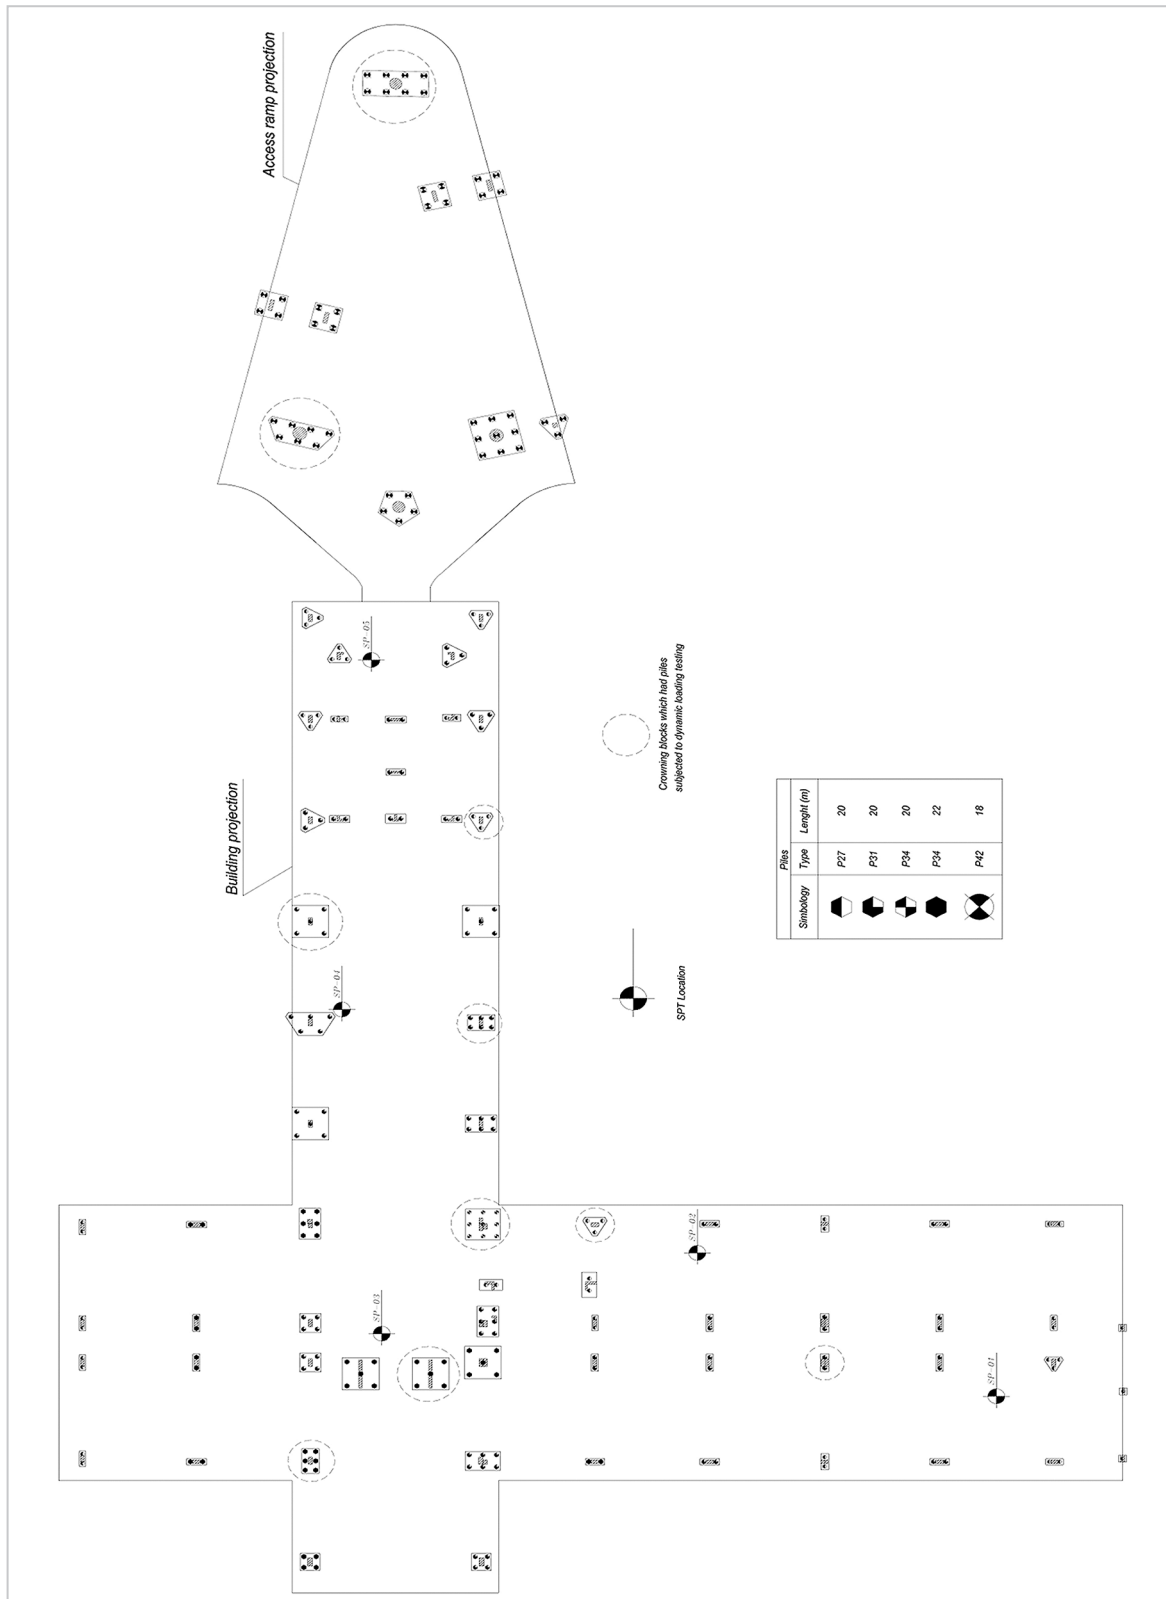 Access ramp projection
SP-05
Crowning blocks which had piles
subjected to dynamic loading testing
Building projection
Piles
Simbology Type Lenght (m)
P27 20
P31 20
P34 20
P34 22
P42 18
SP-04
SPT Location
SP-02
SP-03
SP-01